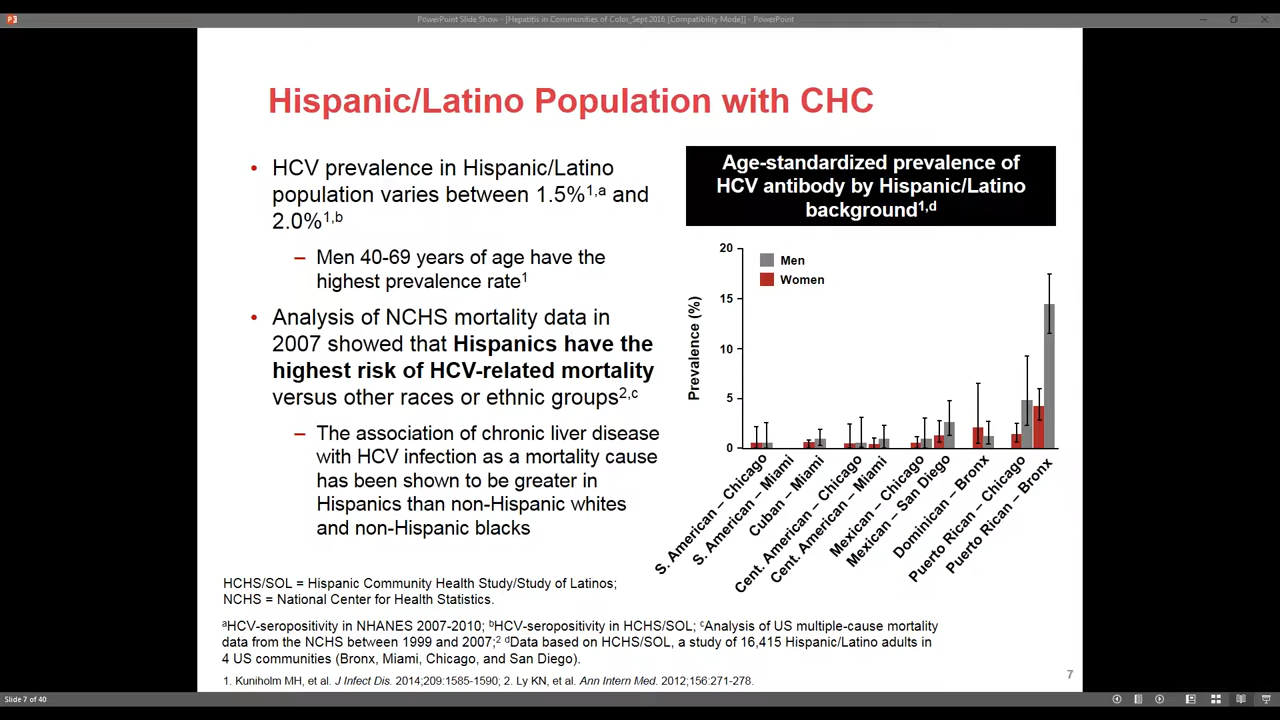 PowerPoint Slide Show - [Hepatitis in Communities of Color_Sept 2016 [Compatibility Mode]] - PowerPoint
Hispanic/Latino Population with CHC
• HCV prevalence in Hispanic/Latino
population varies between 1.5%1,a and
2.0%1,b
– Men 40-69 years of age have the
highest prevalence rate1
• Analysis of NCHS mortality data in
2007 showed that Hispanics have the
highest risk of HCV-related mortality
versus other races or ethnic groups2,c
– The association of chronic liver disease
with HCV infection as a mortality cause
has been shown to be greater in
Hispanics than non-Hispanic whites
and non-Hispanic blacks
Age-standardized prevalence of
HCV antibody by Hispanic/Latino
background1,d
Prevalence (%)
20
15
10
5
0
Men
Women
S. American – Chicago
S. American – Miami
Cuban – Miami
Cent. American – Chicago
Cent. American – Miami
Mexican – Chicago
Mexican – San Diego
Dominican – Bronx
Puerto Rican – Chicago
Puerto Rican – Bronx
HCHS/SOL = Hispanic Community Health Study/Study of Latinos;
NCHS = National Center for Health Statistics.
aHCV-seropositivity in NHANES 2007-2010; bHCV-seropositivity in HCHS/SOL; cAnalysis of US multiple-cause mortality
data from the NCHS between 1999 and 2007;2 dData based on HCHS/SOL, a study of 16,415 Hispanic/Latino adults in
4 US communities (Bronx, Miami, Chicago, and San Diego).
1. Kuniholm MH, et al. J Infect Dis. 2014;209:1585-1590; 2. Ly KN, et al. Ann Intern Med. 2012;156:271-278.
7
Slide 7 of 40